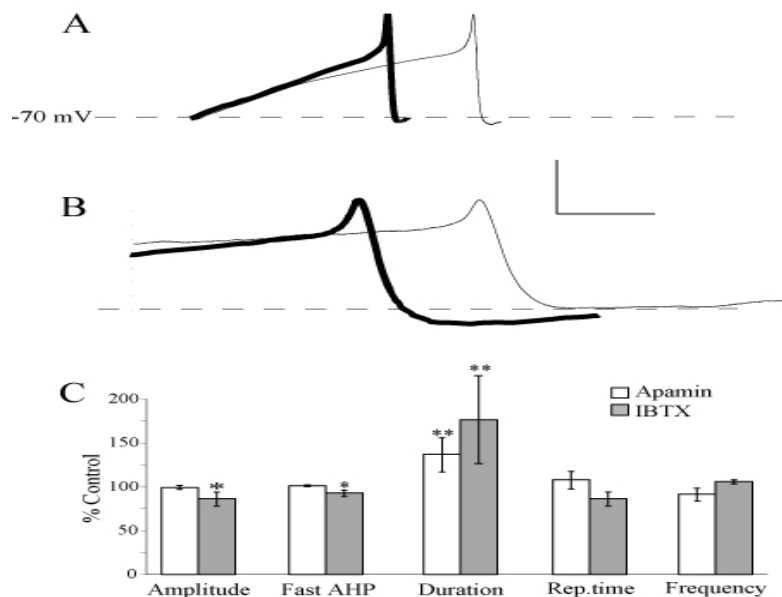 A
-70 mV
B
C
200
150
100
50
0
% Control
Apamin
IBTX
*
*
**
**
Amplitude
Fast AHP
Duration
Rep.time
Frequency